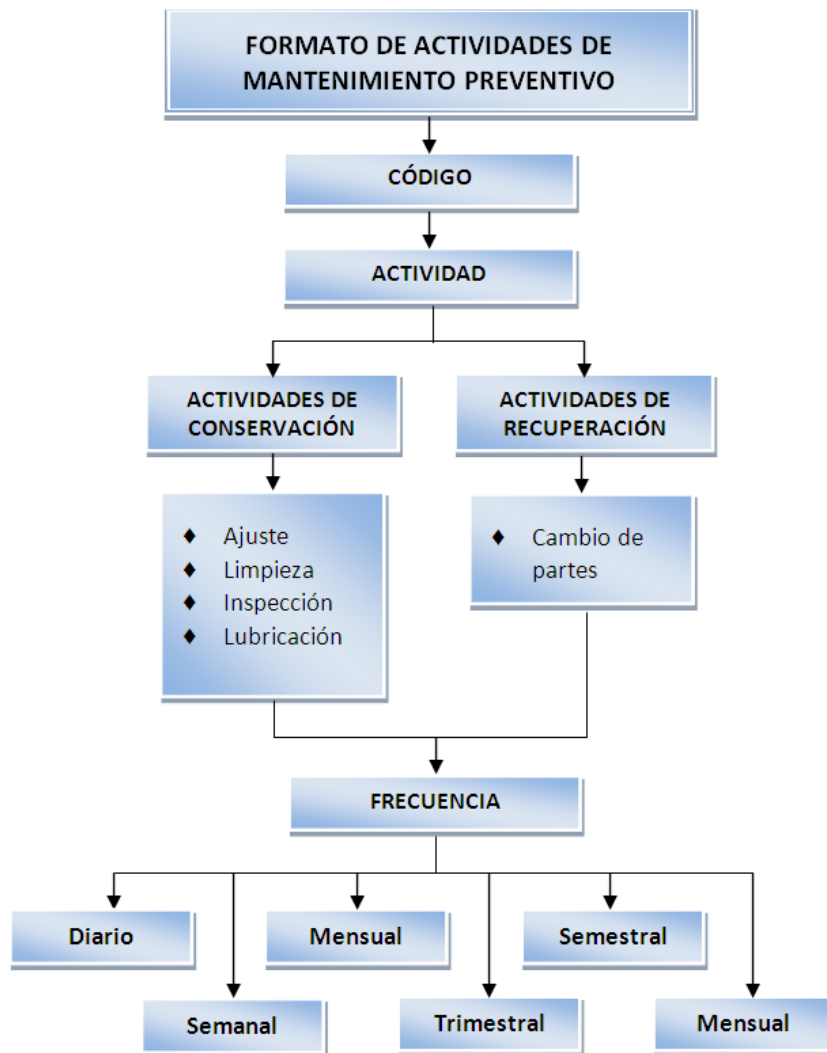 FORMATO DE ACTIVIDADES DE
MANTENIMIENTO PREVENTIVO
CÓDIGO
ACTIVIDAD
ACTIVIDADES DE
CONSERVACIÓN
ACTIVIDADES DE
RECUPERACIÓN
♦ Ajuste
♦ Limpieza
♦ Inspección
♦ Lubricación
♦ Cambio de
partes
FRECUENCIA
Diario
Mensual
Semestral
Semanal
Trimestral
Mensual